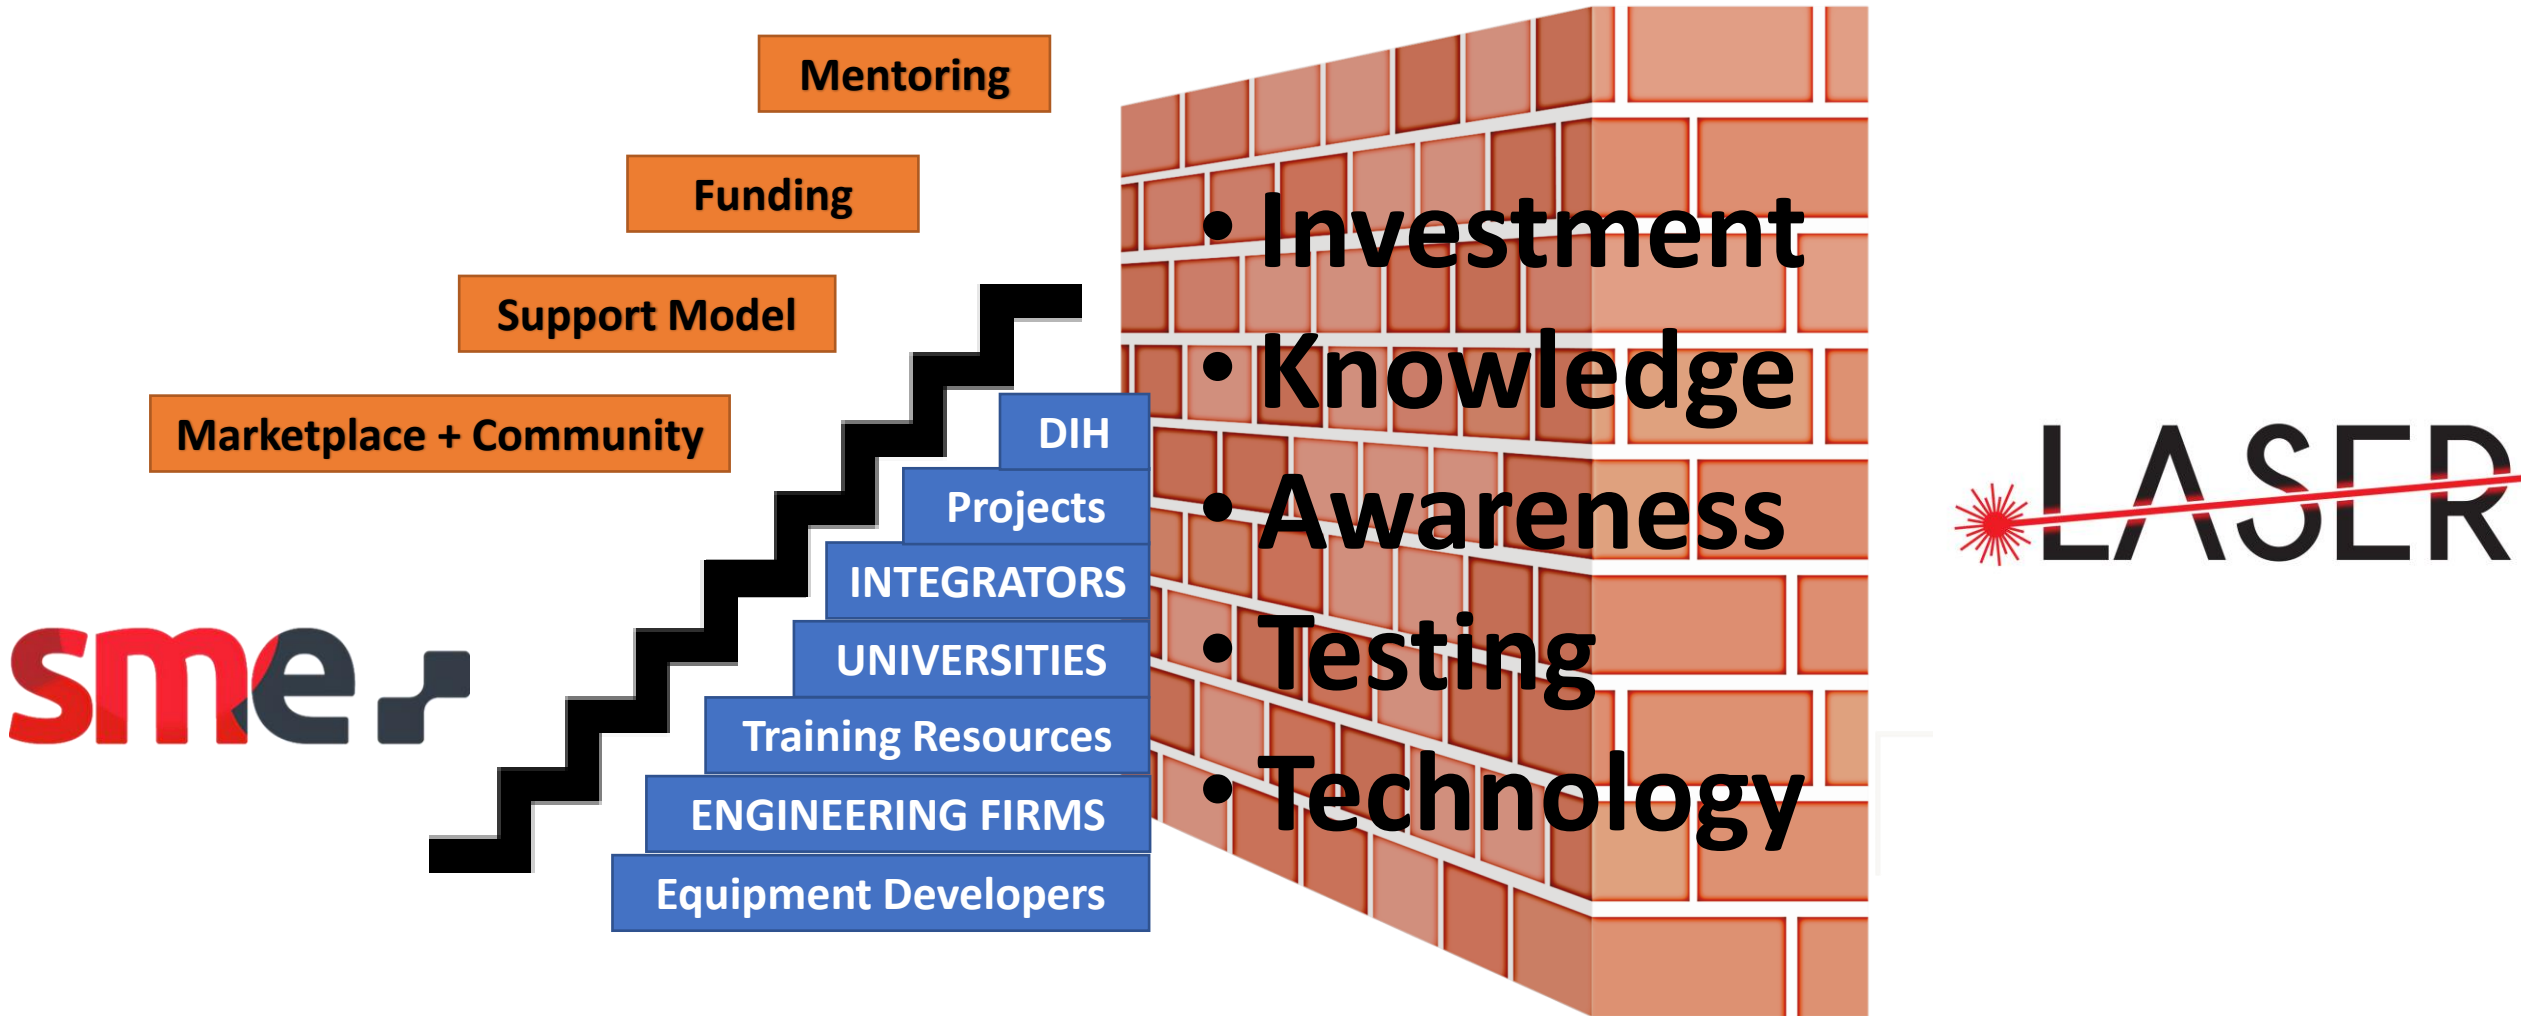 Mentoring
Funding
Support Model
Marketplace + Community
sme
DIH
Projects
INTEGRATORS
UNIVERSITIES
Training Resources
ENGINEERING FIRMS
Equipment Developers
• Investment
• Knowledge
• Awareness
• Testing
• Technology
LASER